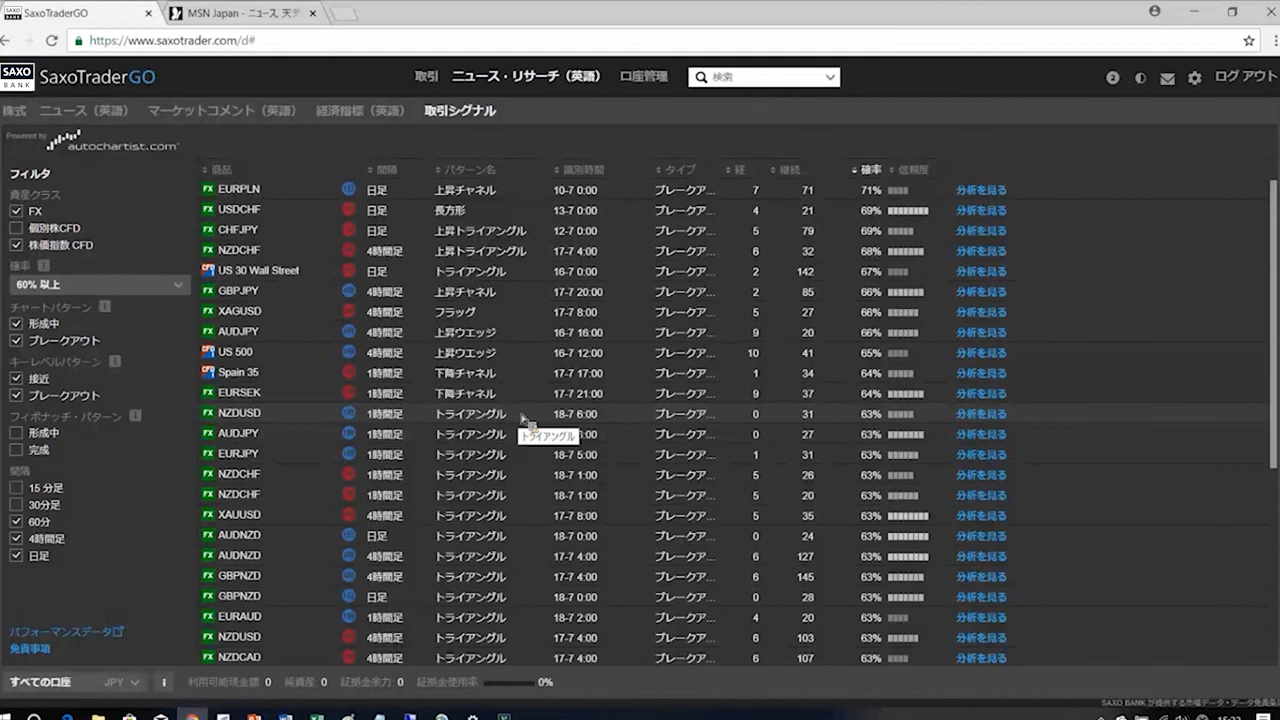 SaxoTraderGO
MSN Japan - ニュース, 天
https://www.saxotrader.com/d#
SAXO BANK SaxoTraderGO 取引 ニュース・リサーチ（英語） 口座管理 検索 ログ アウト
株式 ニュース（英語） マーケットコメント（英語） 経済指標（英語） 取引シグナル
Powered by autochartist.com
フィルタ
資産クラス
FX
個別株CFD
株価指数 CFD
確率
60% 以上
チャートパターン
形成中
ブレークアウト
キーレベルパターン
接近
ブレークアウト
フィボナッチ・パターン
形成中
完成
間隔
15 分足
30分足
60分
4時間足
日足
パフォーマンスデータ
免責事項
商品 間隔 パターン名 識別時間 タイプ 経 継続... 確率 信頼度
FX EURPLN 日足 上昇チャネル 10-7 0:00 ブレークア... 7 71 71% 分析を見る
FX USDCHF 日足 長方形 13-7 0:00 ブレークア... 4 21 69% 分析を見る
FX CHFJPY 日足 上昇トライアングル 12-7 0:00 ブレークア... 5 79 69% 分析を見る
FX NZDCHF 4時間足 上昇トライアングル 17-7 4:00 ブレークア... 6 32 68% 分析を見る
CFD US 30 Wall Street 日足 トライアングル 16-7 0:00 ブレークア... 2 142 67% 分析を見る
FX GBPJPY 4時間足 上昇チャネル 17-7 20:00 ブレークア... 2 85 66% 分析を見る
FX XAGUSD 4時間足 フラッグ 17-7 8:00 ブレークア... 5 27 66% 分析を見る
FX AUDJPY 4時間足 上昇ウエッジ 16-7 16:00 ブレークア... 9 20 66% 分析を見る
CFD US 500 4時間足 上昇ウエッジ 16-7 12:00 ブレークア... 10 41 65% 分析を見る
CFD Spain 35 1時間足 下降チャネル 17-7 17:00 ブレークア... 1 34 64% 分析を見る
FX EURSEK 1時間足 下降チャネル 17-7 21:00 ブレークア... 9 37 64% 分析を見る
FX NZDUSD 1時間足 トライアングル 18-7 6:00 ブレークア... 0 31 63% 分析を見る
トライアングル
FX AUDJPY 1時間足 トライアングル :00 ブレークア... 0 27 63% 分析を見る
FX EURJPY 1時間足 トライアングル 18-7 5:00 ブレークア... 1 31 63% 分析を見る
FX NZDCHF 1時間足 トライアングル 18-7 1:00 ブレークア... 5 26 63% 分析を見る
FX NZDCHF 1時間足 トライアングル 18-7 1:00 ブレークア... 5 20 63% 分析を見る
FX XAUUSD 4時間足 トライアングル 17-7 8:00 ブレークア... 5 35 63% 分析を見る
FX AUDNZD 日足 トライアングル 18-7 0:00 ブレークア... 0 24 63% 分析を見る
FX AUDNZD 4時間足 トライアングル 17-7 4:00 ブレークア... 6 127 63% 分析を見る
FX GBPNZD 4時間足 トライアングル 17-7 4:00 ブレークア... 6 145 63% 分析を見る
FX GBPNZD 日足 トライアングル 18-7 0:00 ブレークア... 0 28 63% 分析を見る
FX EURAUD 1時間足 トライアングル 18-7 2:00 ブレークア... 4 20 63% 分析を見る
FX NZDUSD 4時間足 トライアングル 17-7 4:00 ブレークア... 6 103 63% 分析を見る
FX NZDCAD 4時間足 トライアングル 17-7 4:00 ブレークア... 6 107 63% 分析を見る
すべての口座 JPY 利用可能現金額 0 純資産 0 証拠金余力 0 証拠金使用率 0%
SAXO BANK が提供する市場データ・データ免責条